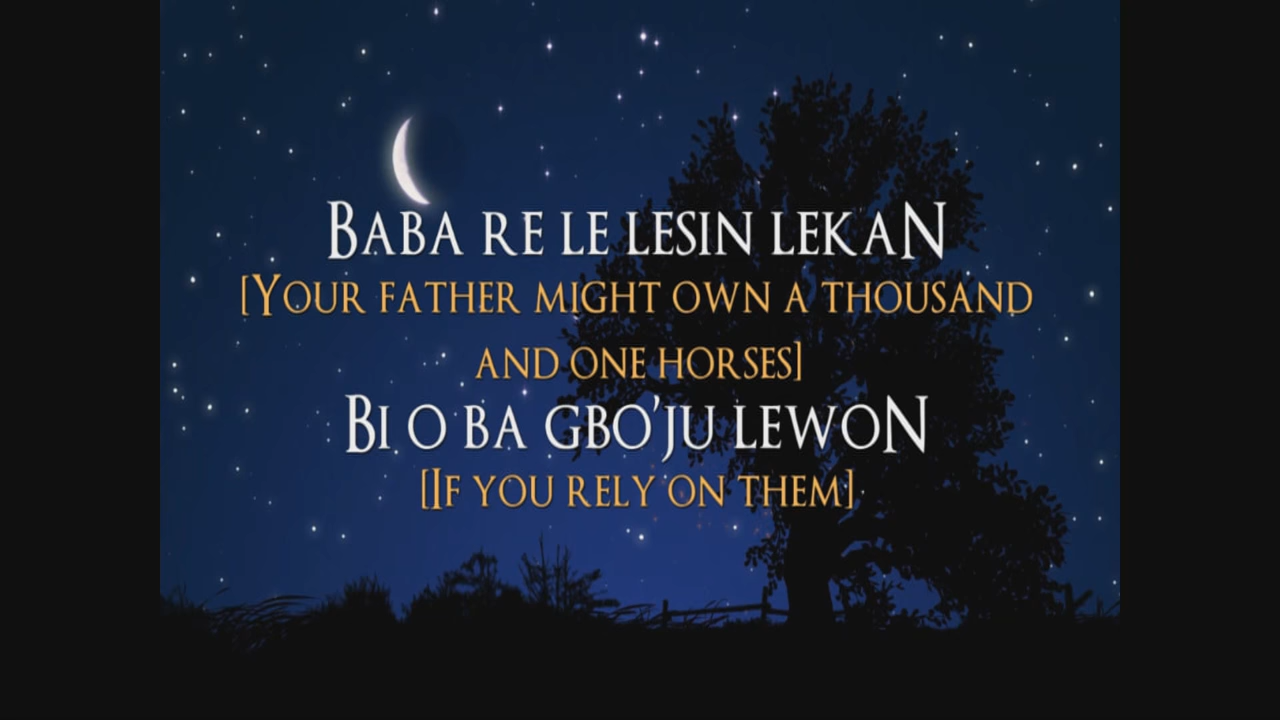 Baba re le lesin lekan
[Your father might own a thousand
and one horses]
Bi o ba gbo'ju lewon
[If you rely on them]